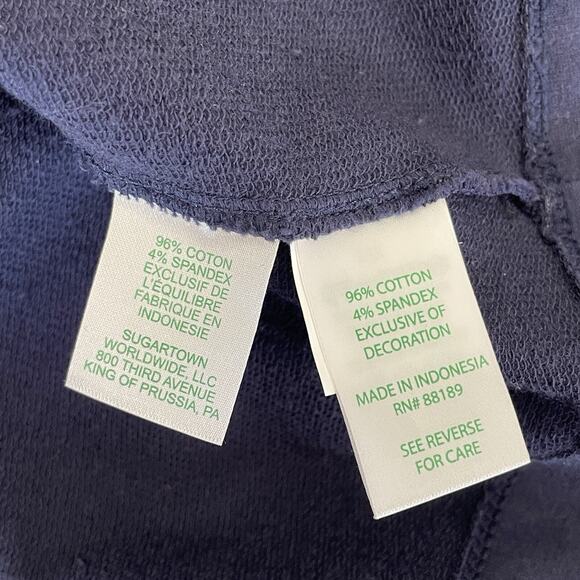 96% COTON
4% SPANDEX
EXCLUSIF DE
L'ÉQUILIBRE
FABRIQUE EN
INDONESIE
SUGARTOWN
WORLDWIDE, LLC
800 THIRD AVENUE
KING OF PRUSSIA, PA
96% COTTON
4% SPANDEX
EXCLUSIVE OF
DECORATION
MADE IN INDONESIA
RN# 88189
SEE REVERSE
FOR CARE